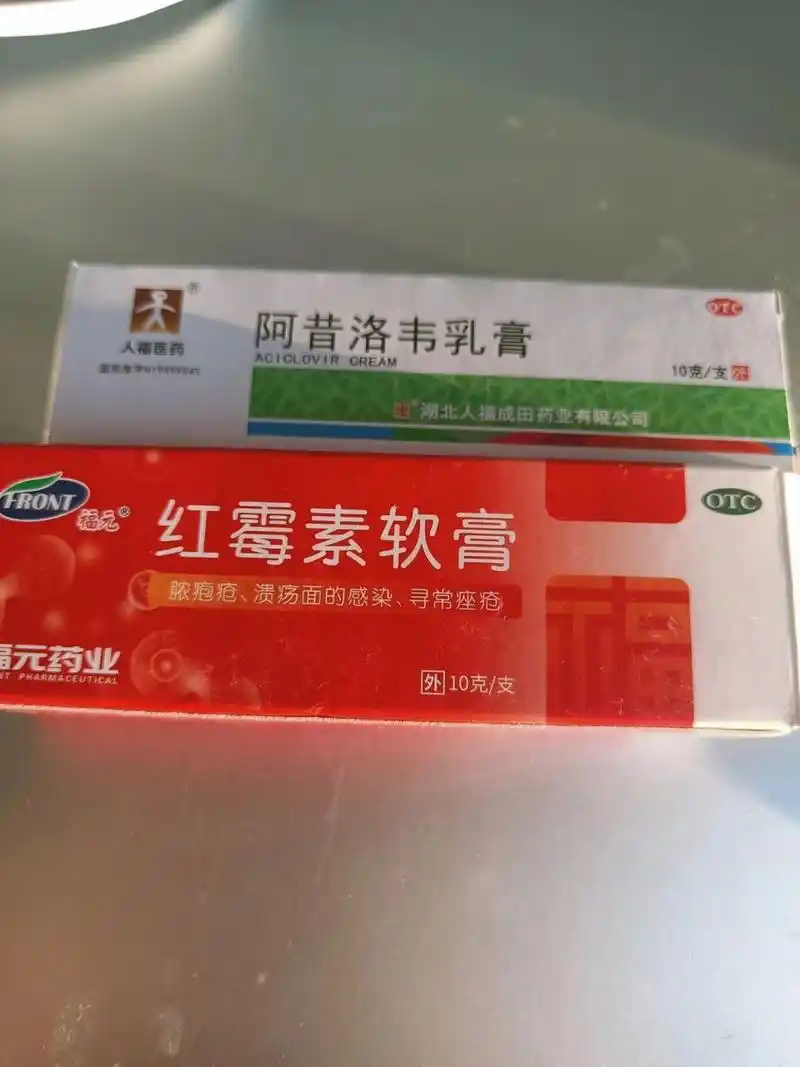 人福医药
®
阿昔洛韦乳膏
ACICLOVIR CREAM
OTC
10克/支 外
湖北人福成田药业有限公司
FRONT
福元®
红霉素软膏
OTC
脓疱疮、溃疡面的感染、寻常痤疮
福元药业
NT PHARMACEUTICAL
外 10克/支
福